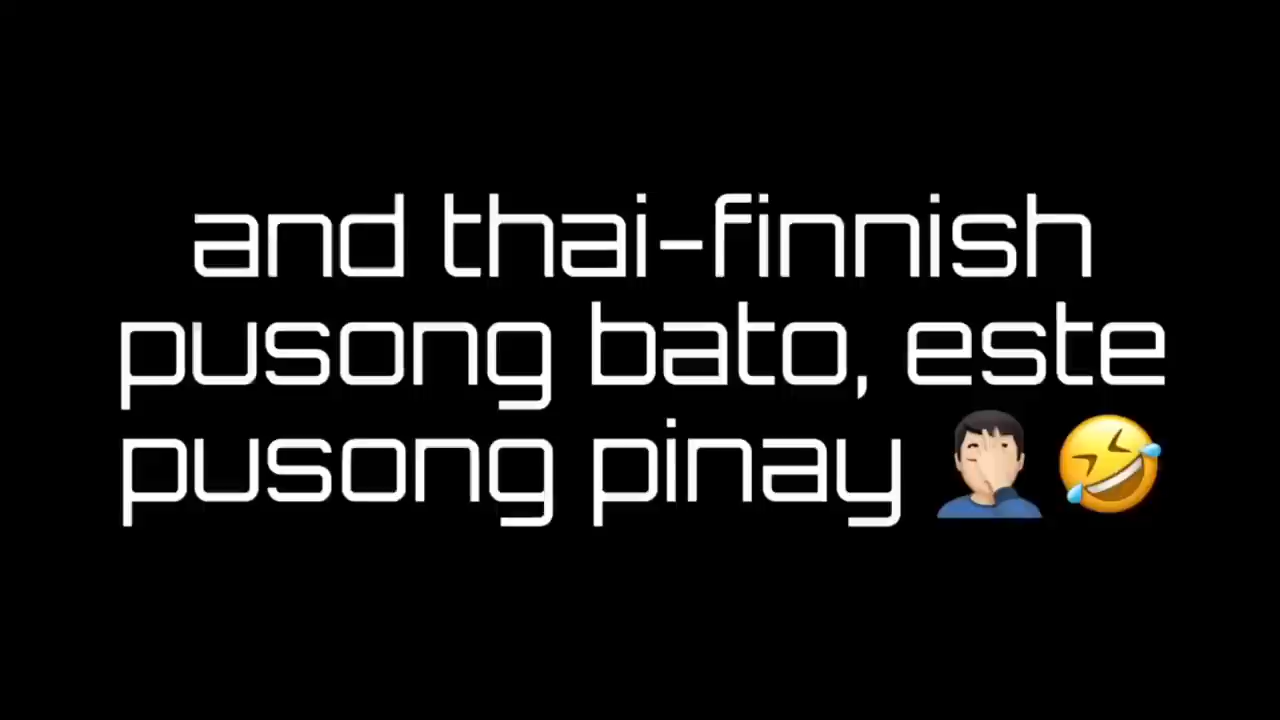 and thai-finnish
pusong bato, este
pusong pinay 🤦🏻‍♂️🤣